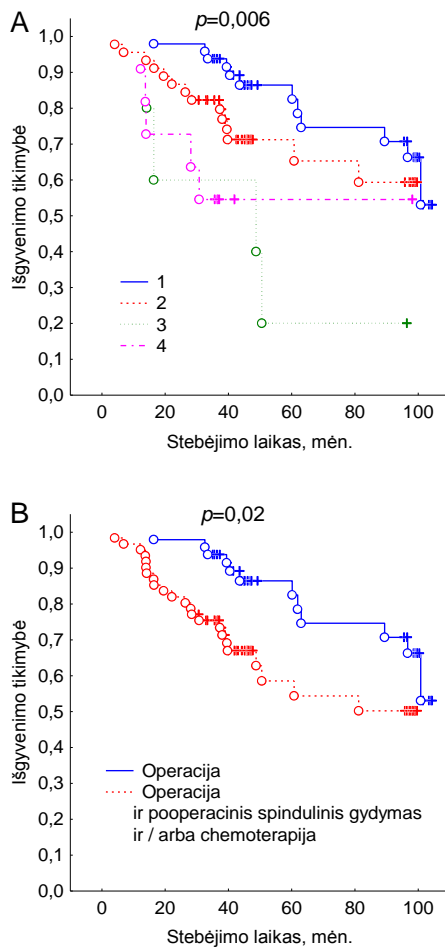 A
p=0,006
Išgyvenimo tikimybė
1,0
0,9
0,8
0,7
0,6
0,5
0,4
0,3
0,2
0,1
0,0
1
2
3
4
0 20 40 60 80 100
Stebėjimo laikas, mėn.
B
p=0,02
Išgyvenimo tikimybė
1,0
0,9
0,8
0,7
0,6
0,5
0,4
0,3
0,2
0,1
0,0
Operacija
Operacija
ir pooperacinis spindulinis gydymas
ir / arba chemoterapija
0 20 40 60 80 100
Stebėjimo laikas, mėn.